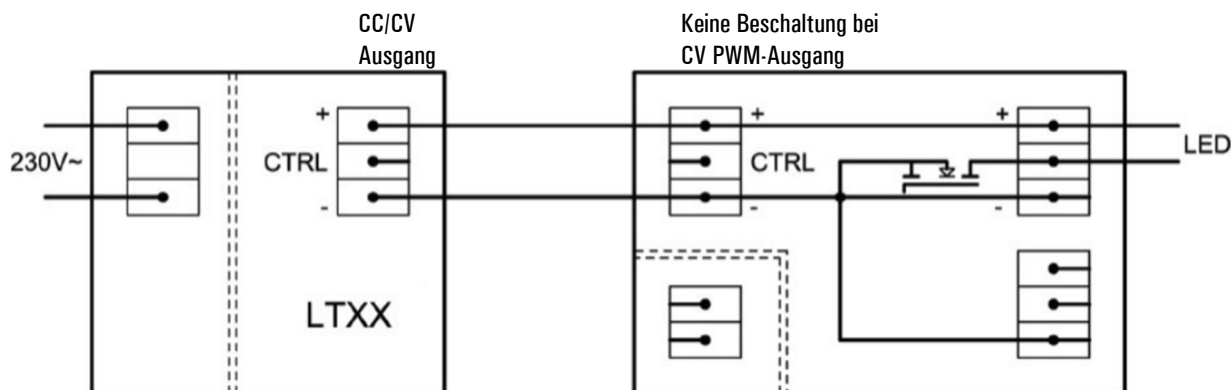 CC/CV
Ausgang
Keine Beschaltung bei
CV PWM-Ausgang
230V~
+
CTRL
-
LTXX
+
CTRL
-
+
-
LED